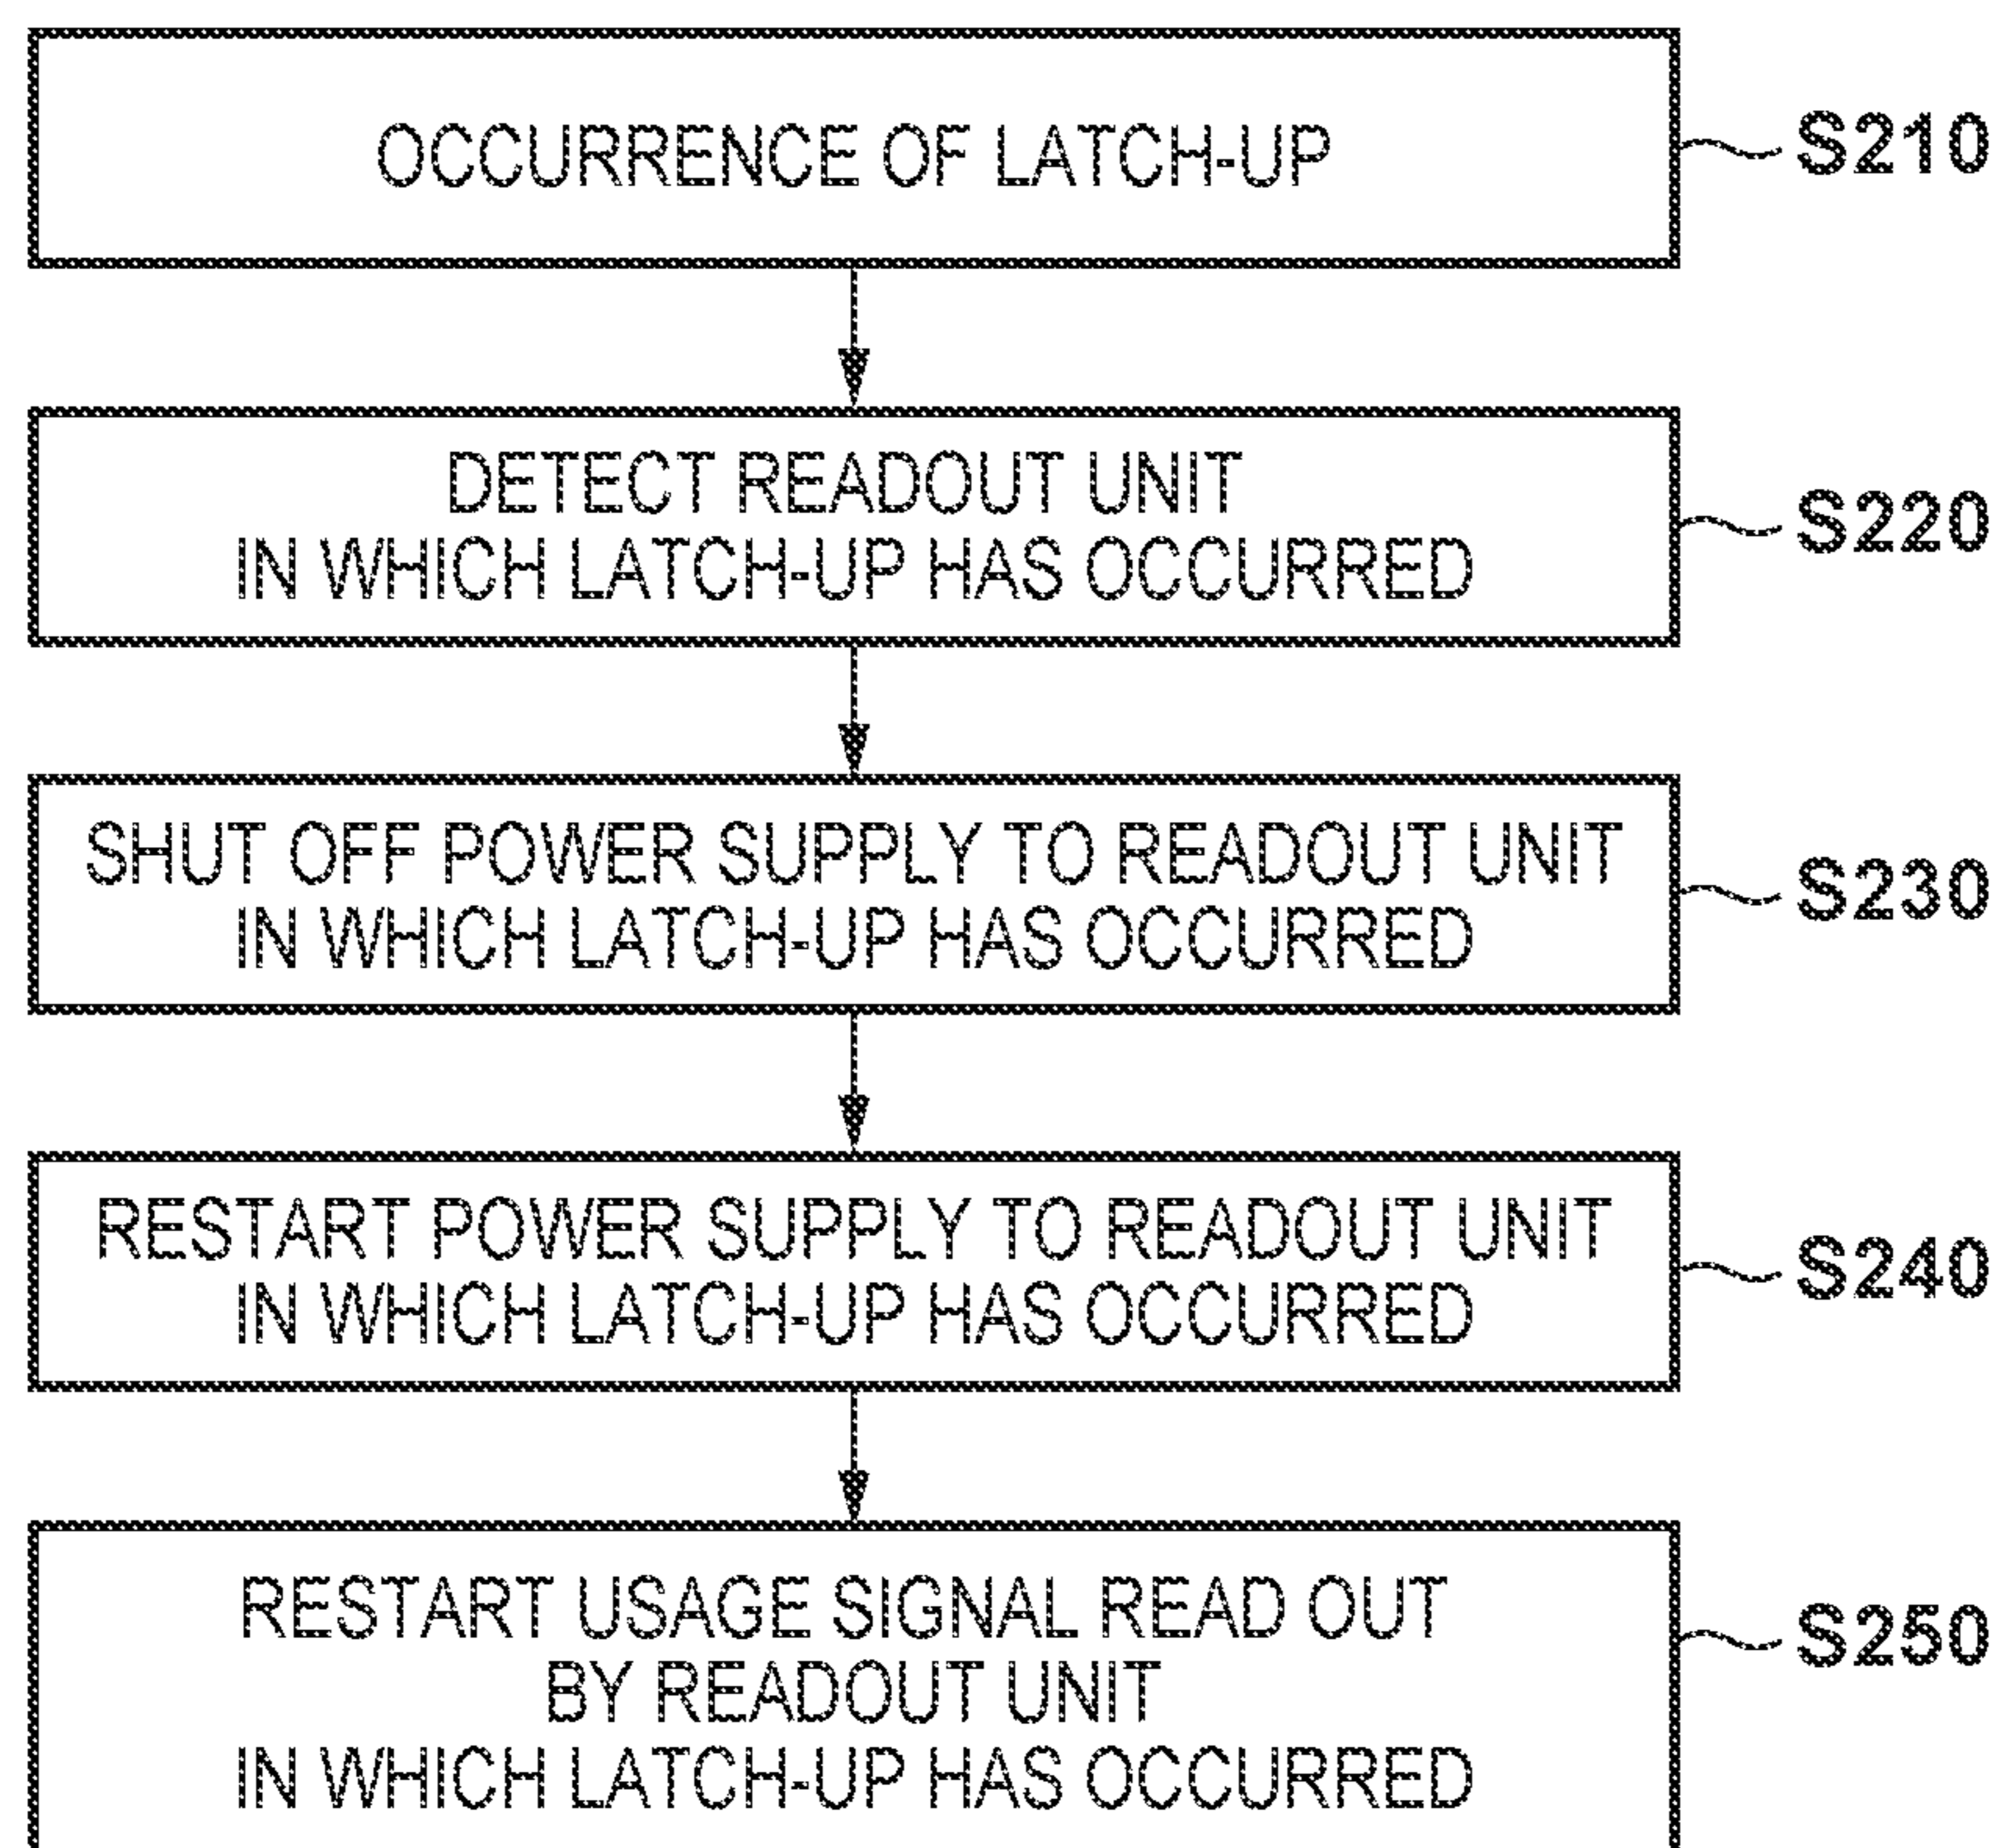 OCCURRENCE OF LATCH-UP
S210
DETECT READOUT UNIT
IN WHICH LATCH-UP HAS OCCURRED
S220
SHUT OFF POWER SUPPLY TO READOUT UNIT
IN WHICH LATCH-UP HAS OCCURRED
S230
RESTART POWER SUPPLY TO READOUT UNIT
IN WHICH LATCH-UP HAS OCCURRED
S240
RESTART USAGE SIGNAL READ OUT
BY READOUT UNIT
IN WHICH LATCH-UP HAS OCCURRED
S250